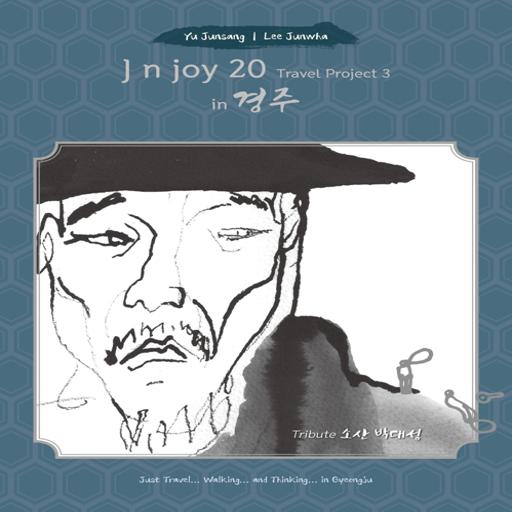 Yu Junsang | Lee Junwha
J n joy 20 Travel Project 3
in 경주
Tribute 소산 박대성
Just Travel... Walking... and Thinking... in Gyeongju